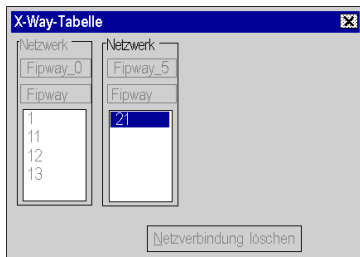 X-Way-Tabelle
Netzwerk Netzwerk
Fipway_0 Fipway_5
Fipway Fipway
1 21
11
12
13
Netzverbindung löschen